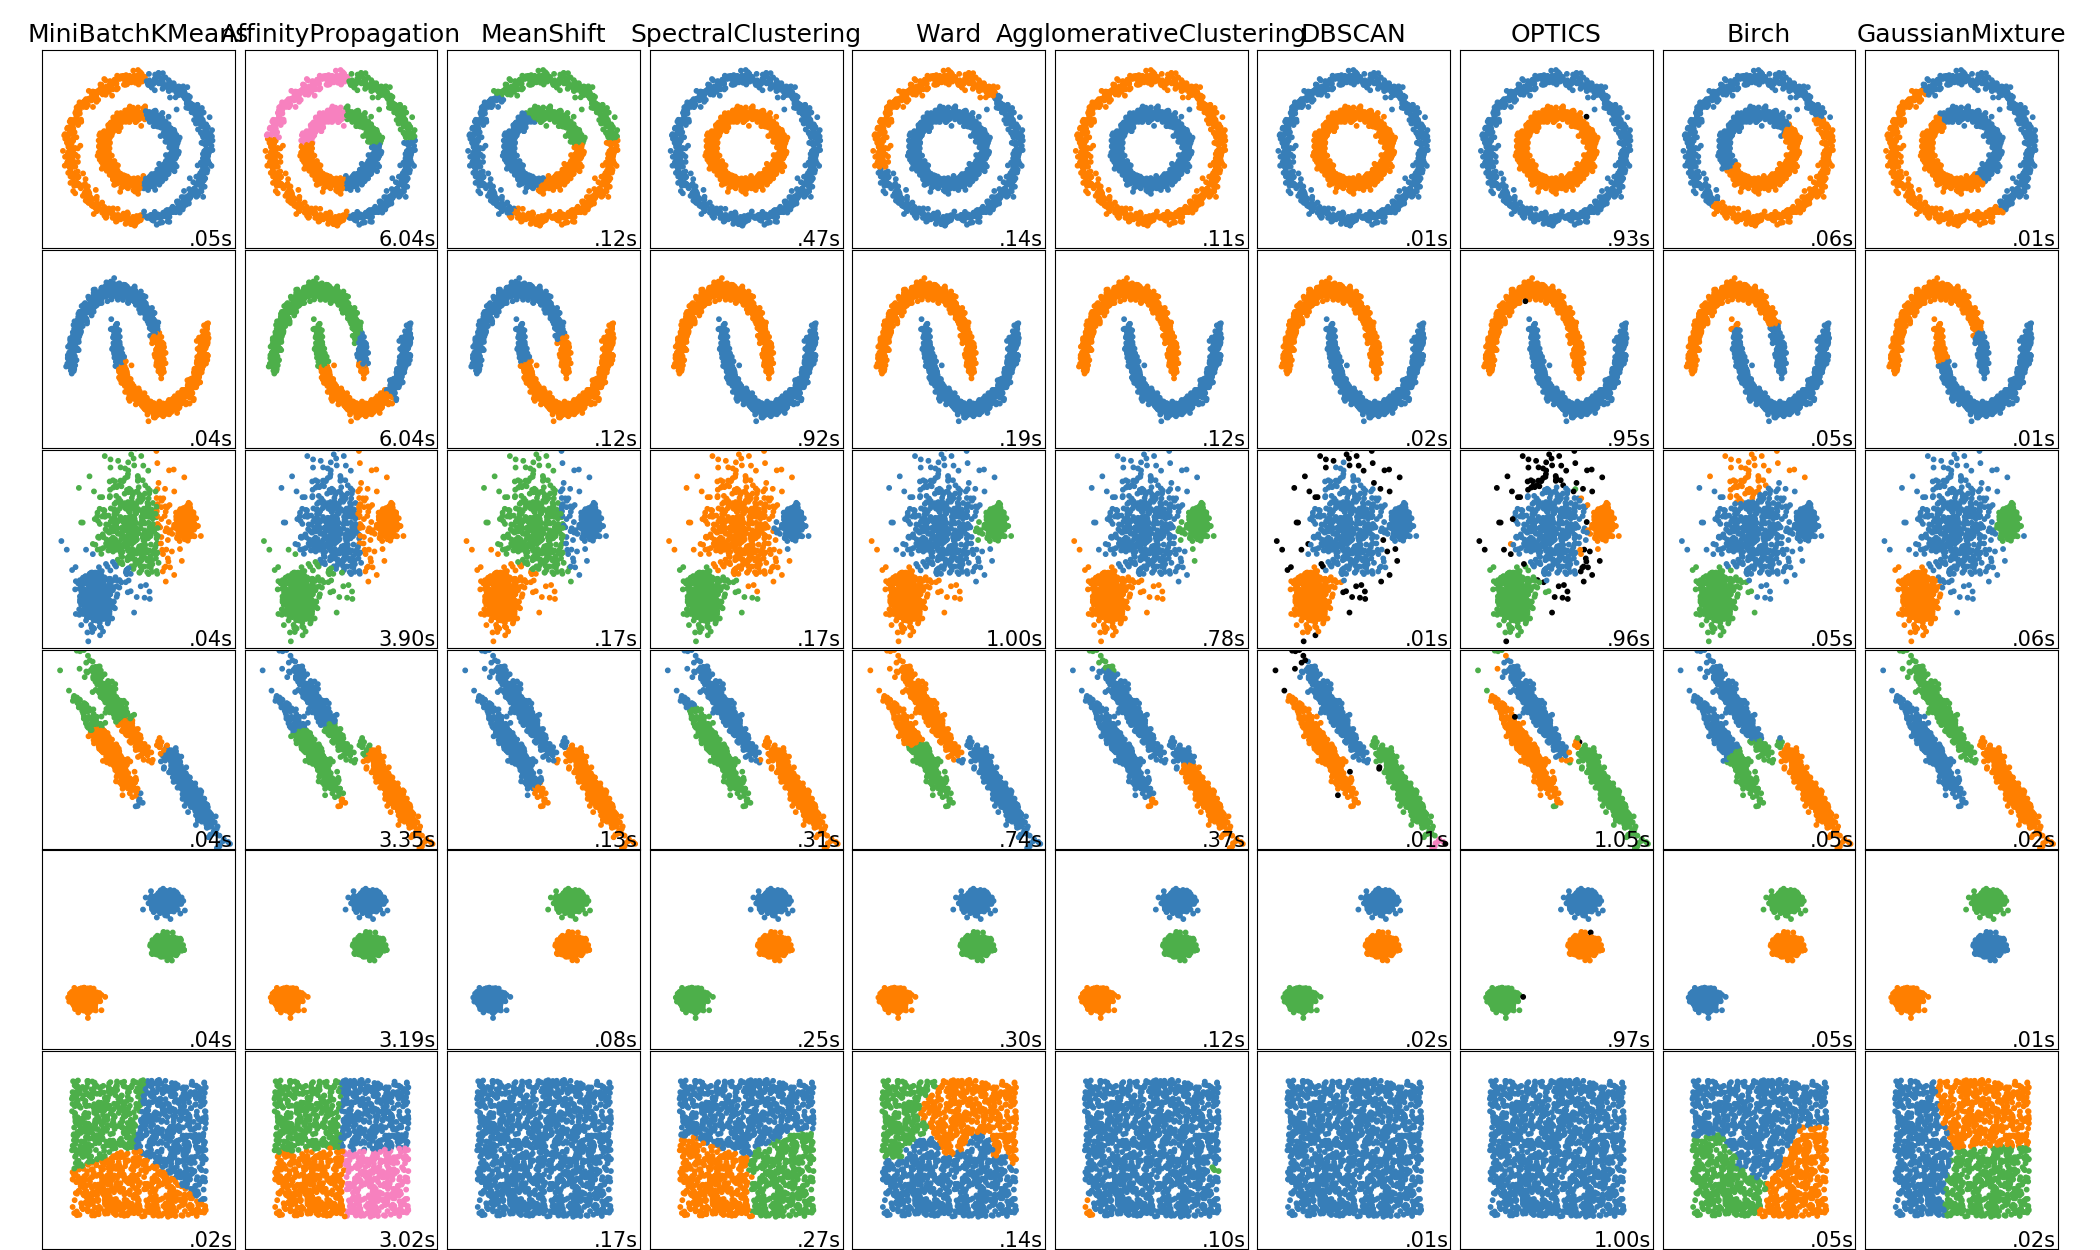 MiniBatchKMeans AffinityPropagation MeanShift SpectralClustering Ward AgglomerativeClustering DBSCAN OPTICS Birch GaussianMixture
.05s 6.04s .12s .47s .14s .11s .01s .93s .06s .01s
.04s 6.04s .12s .92s .19s .12s .02s .95s .05s .01s
.04s 3.90s .17s .17s 1.00s .78s .01s .96s .05s .06s
.04s 3.35s .13s .31s .74s .37s .01s 1.05s .05s .02s
.04s 3.19s .08s .25s .30s .12s .02s .97s .05s .01s
.02s 3.02s .17s .27s .14s .10s .01s 1.00s .05s .02s